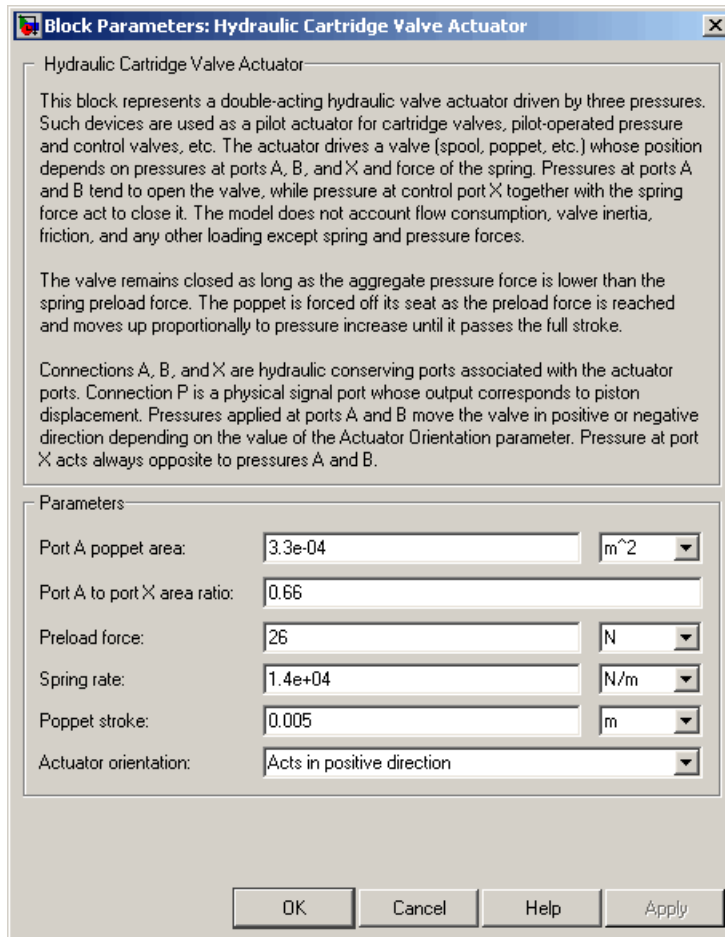 Block Parameters: Hydraulic Cartridge Valve Actuator
Hydraulic Cartridge Valve Actuator
This block represents a double-acting hydraulic valve actuator driven by three pressures.
Such devices are used as a pilot actuator for cartridge valves, pilot-operated pressure
and control valves, etc. The actuator drives a valve (spool, poppet, etc.) whose position
depends on pressures at ports A, B, and X and force of the spring. Pressures at ports A
and B tend to open the valve, while pressure at control port X together with the spring
force act to close it. The model does not account flow consumption, valve inertia,
friction, and any other loading except spring and pressure forces.
The valve remains closed as long as the aggregate pressure force is lower than the
spring preload force. The poppet is forced off its seat as the preload force is reached
and moves up proportionally to pressure increase until it passes the full stroke.
Connections A, B, and X are hydraulic conserving ports associated with the actuator
ports. Connection P is a physical signal port whose output corresponds to piston
displacement. Pressures applied at ports A and B move the valve in positive or negative
direction depending on the value of the Actuator Orientation parameter. Pressure at port
X acts always opposite to pressures A and B.
Parameters
Port A poppet area: 3.3e-04 m^2
Port A to port X area ratio: 0.66
Preload force: 26 N
Spring rate: 1.4e+04 N/m
Poppet stroke: 0.005 m
Actuator orientation: Acts in positive direction
OK Cancel Help Apply